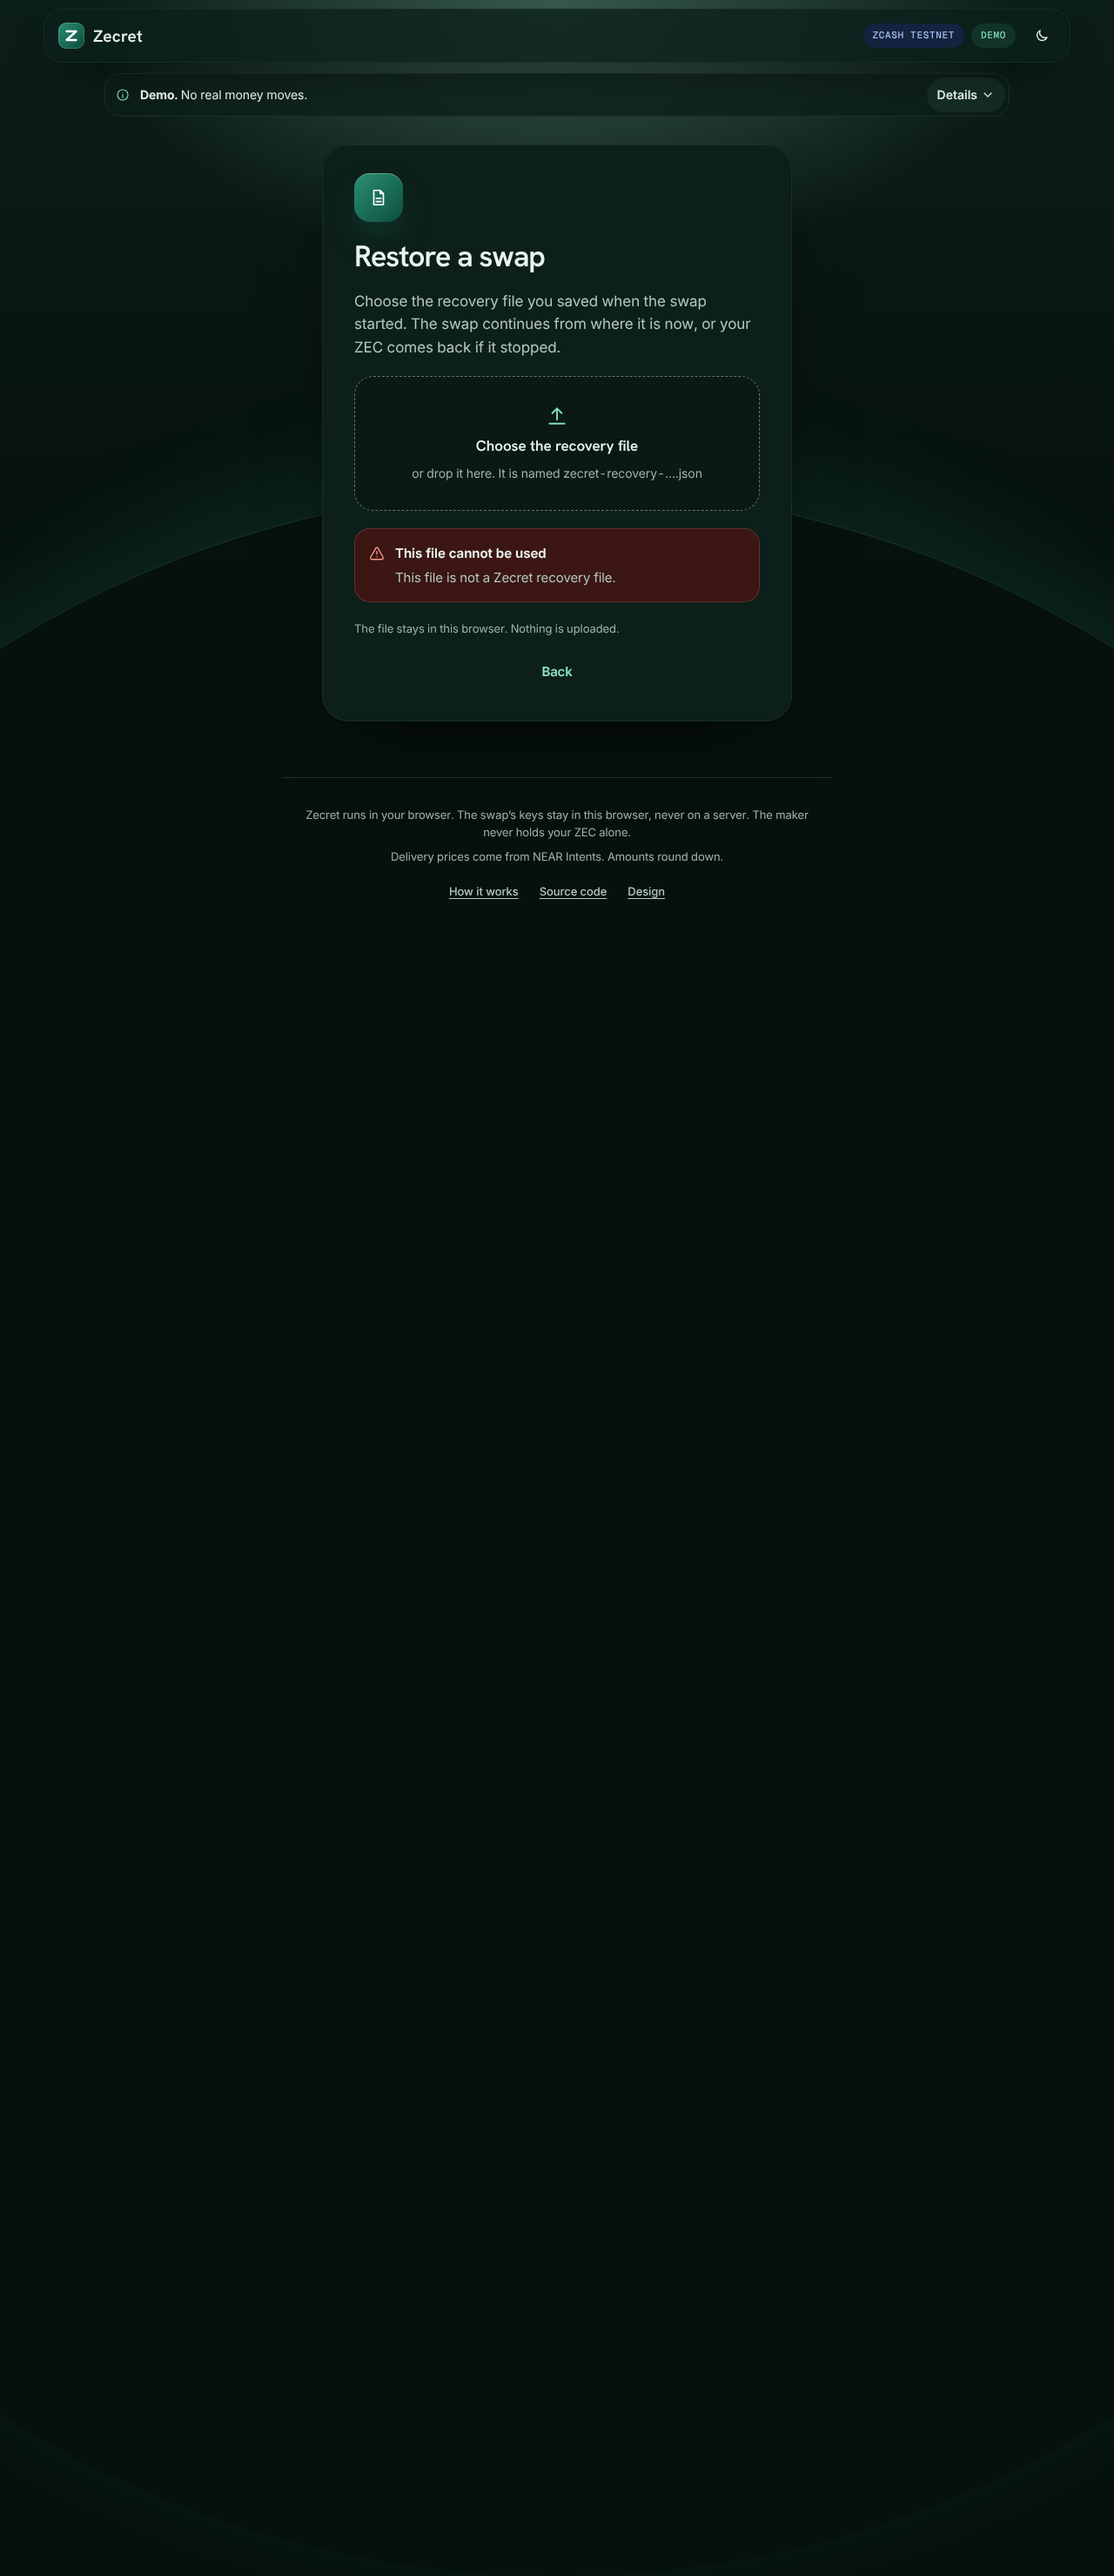 Zecret
ZCASH TESTNET
DEMO
Demo. No real money moves.
Details
Restore a swap
Choose the recovery file you saved when the swap
started. The swap continues from where it is now, or your
ZEC comes back if it stopped.
Choose the recovery file
or drop it here. It is named zecret-recovery-….json
This file cannot be used
This file is not a Zecret recovery file.
The file stays in this browser. Nothing is uploaded.
Back
Zecret runs in your browser. The swap’s keys stay in this browser, never on a server. The maker
never holds your ZEC alone.
Delivery prices come from NEAR Intents. Amounts round down.
How it works
Source code
Design